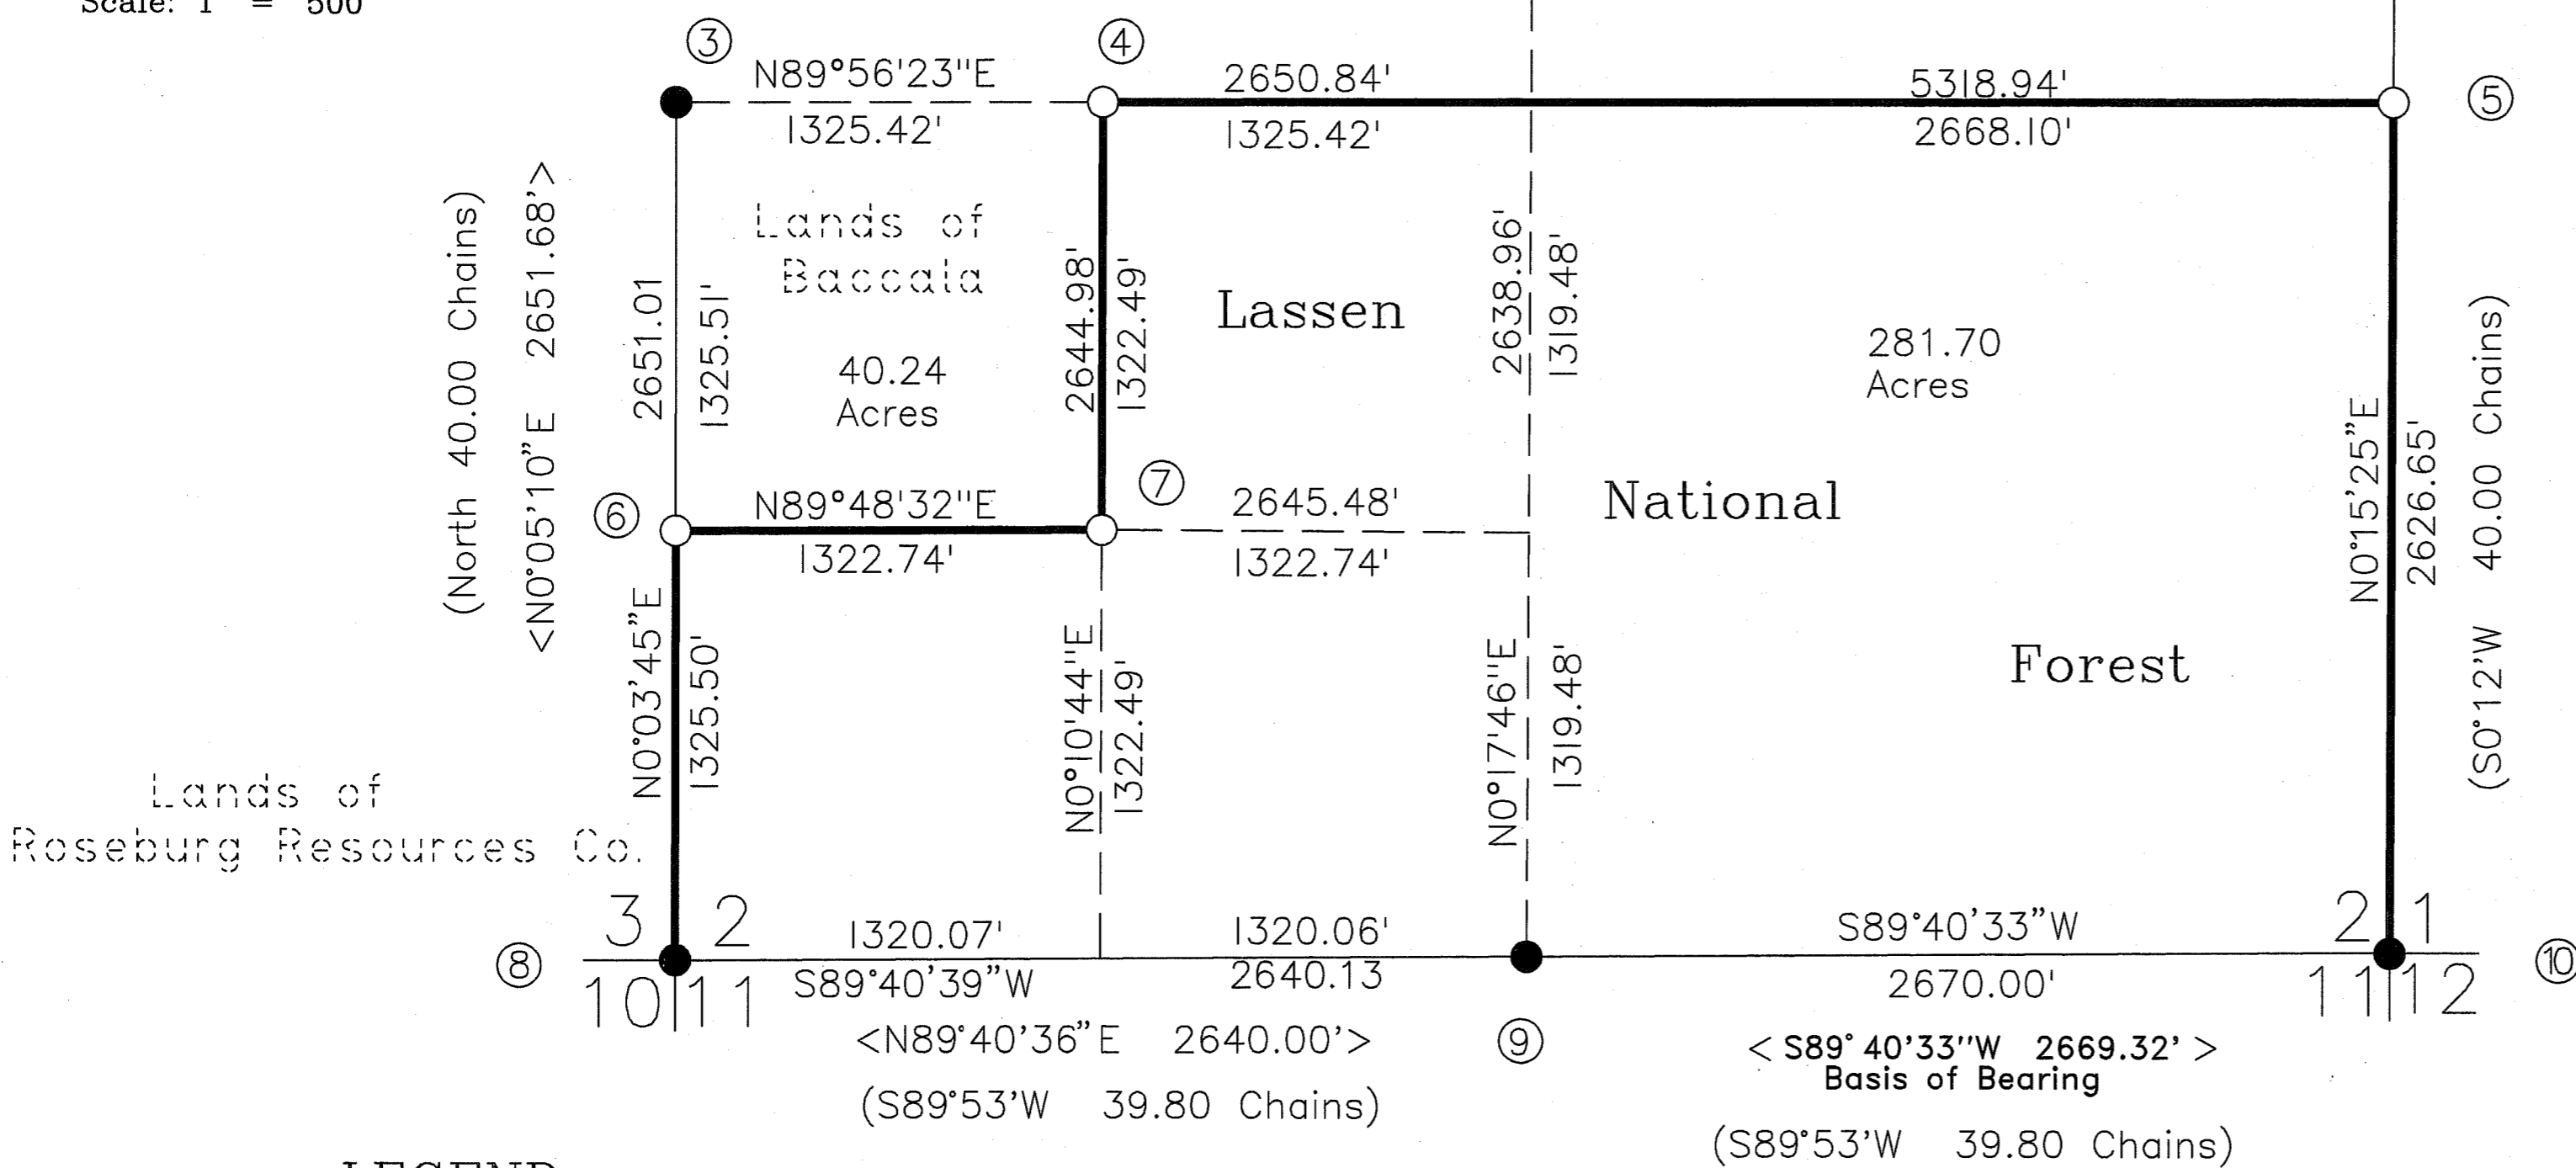 Scale: 1" = 500'
3
4
5
N89°56'23"E
1325.42'
2650.84'
1325.42'
5318.94'
2668.10'
(North 40.00 Chains)
<N0°05'10"E 2651.68'>
2651.01
1325.51'
Lands of
Baccala
40.24
Acres
2644.98'
1322.49'
Lassen
2638.96'
1319.48'
281.70
Acres
National
Forest
N0°15'25"E
2626.65'
(S0°12'W 40.00 Chains)
6
N89°48'32"E
1322.74'
7
2645.48'
1322.74'
N0°03'45"E
1325.50'
N0°10'44"E
1322.49'
N0°17'46"E
1319.48'
Lands of
Roseburg Resources Co.
3 2
10 11
8
1320.07'
S89°40'39"W
1320.06'
2640.13
S89°40'33"W
2670.00'
2 1
11 12
10
<N89°40'36"E 2640.00'>
9
<S89°40'33"W 2669.32'>
Basis of Bearing
(S89°53'W 39.80 Chains)
(S89°53'W 39.80 Chains)
LEGEND